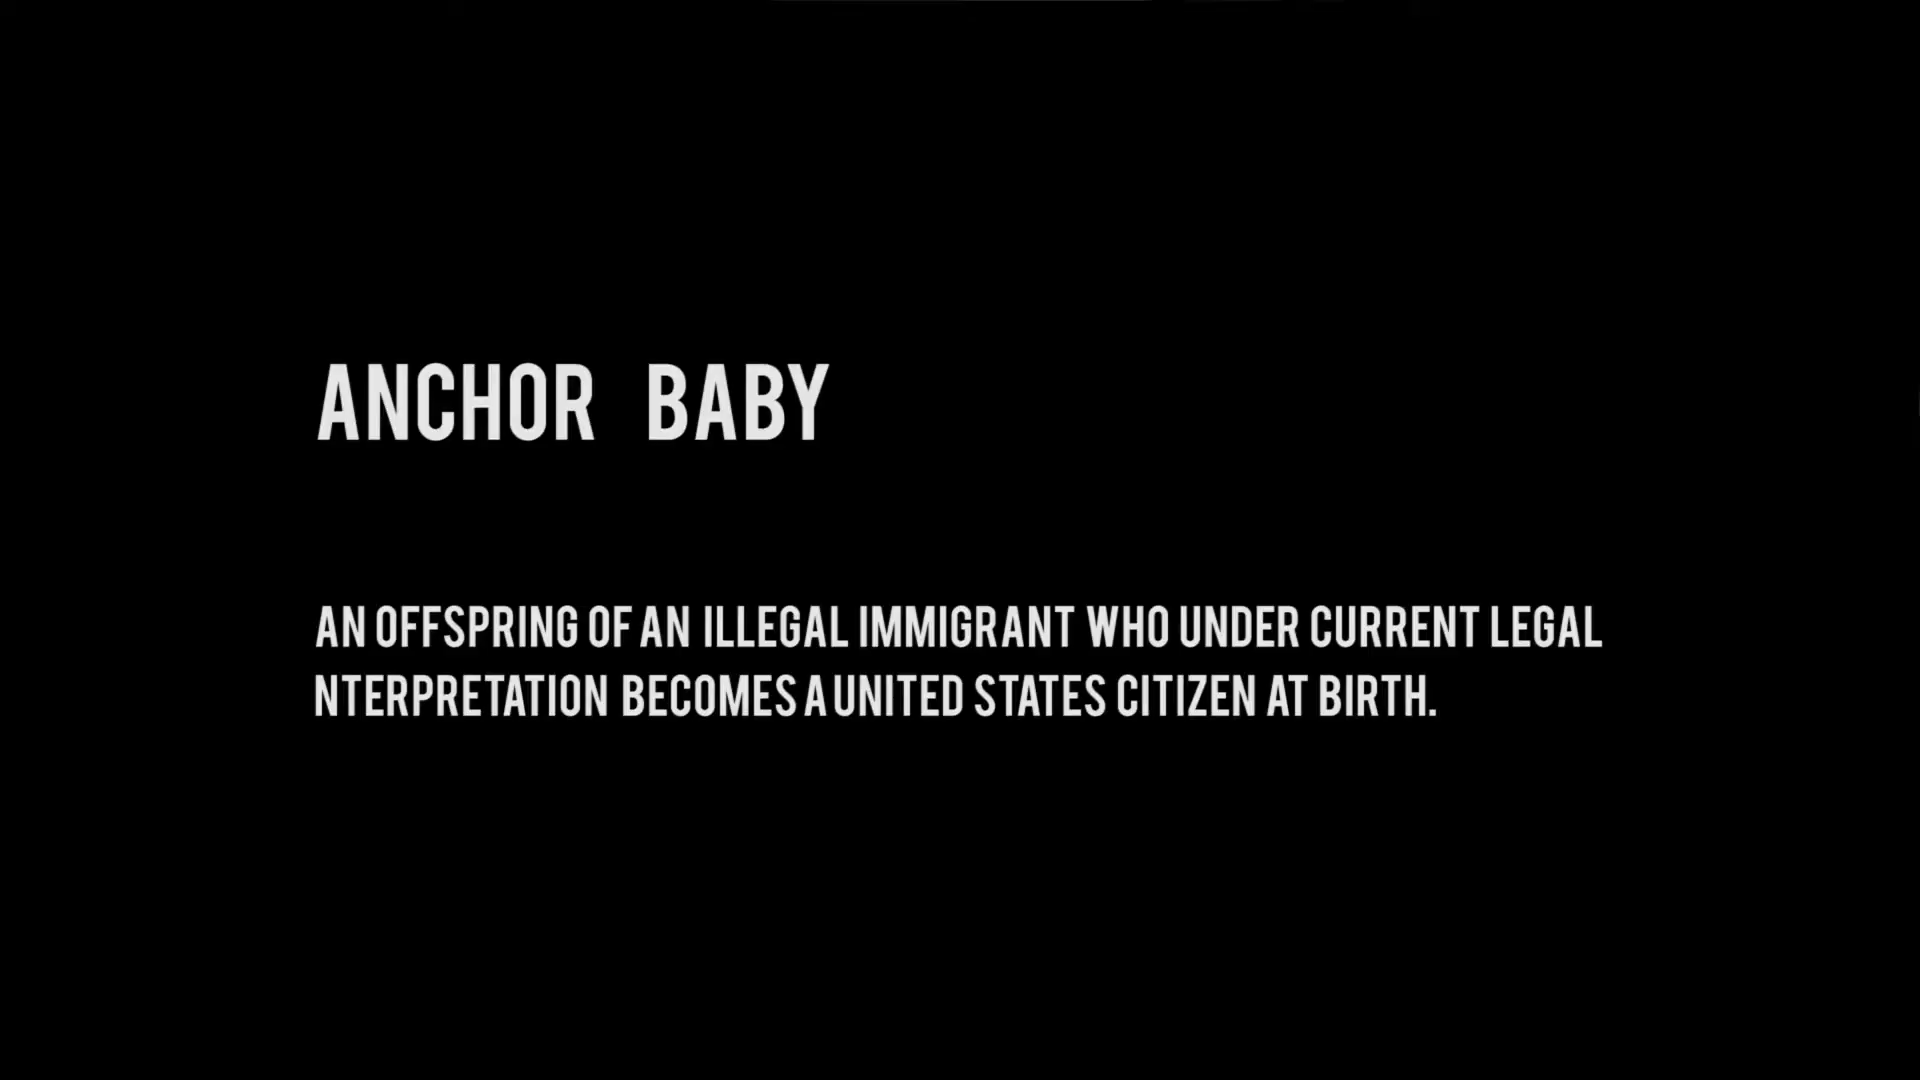 ANCHOR BABY
AN OFFSPRING OF AN ILLEGAL IMMIGRANT WHO UNDER CURRENT LEGAL
NTERPRETATION BECOMES A UNITED STATES CITIZEN AT BIRTH.